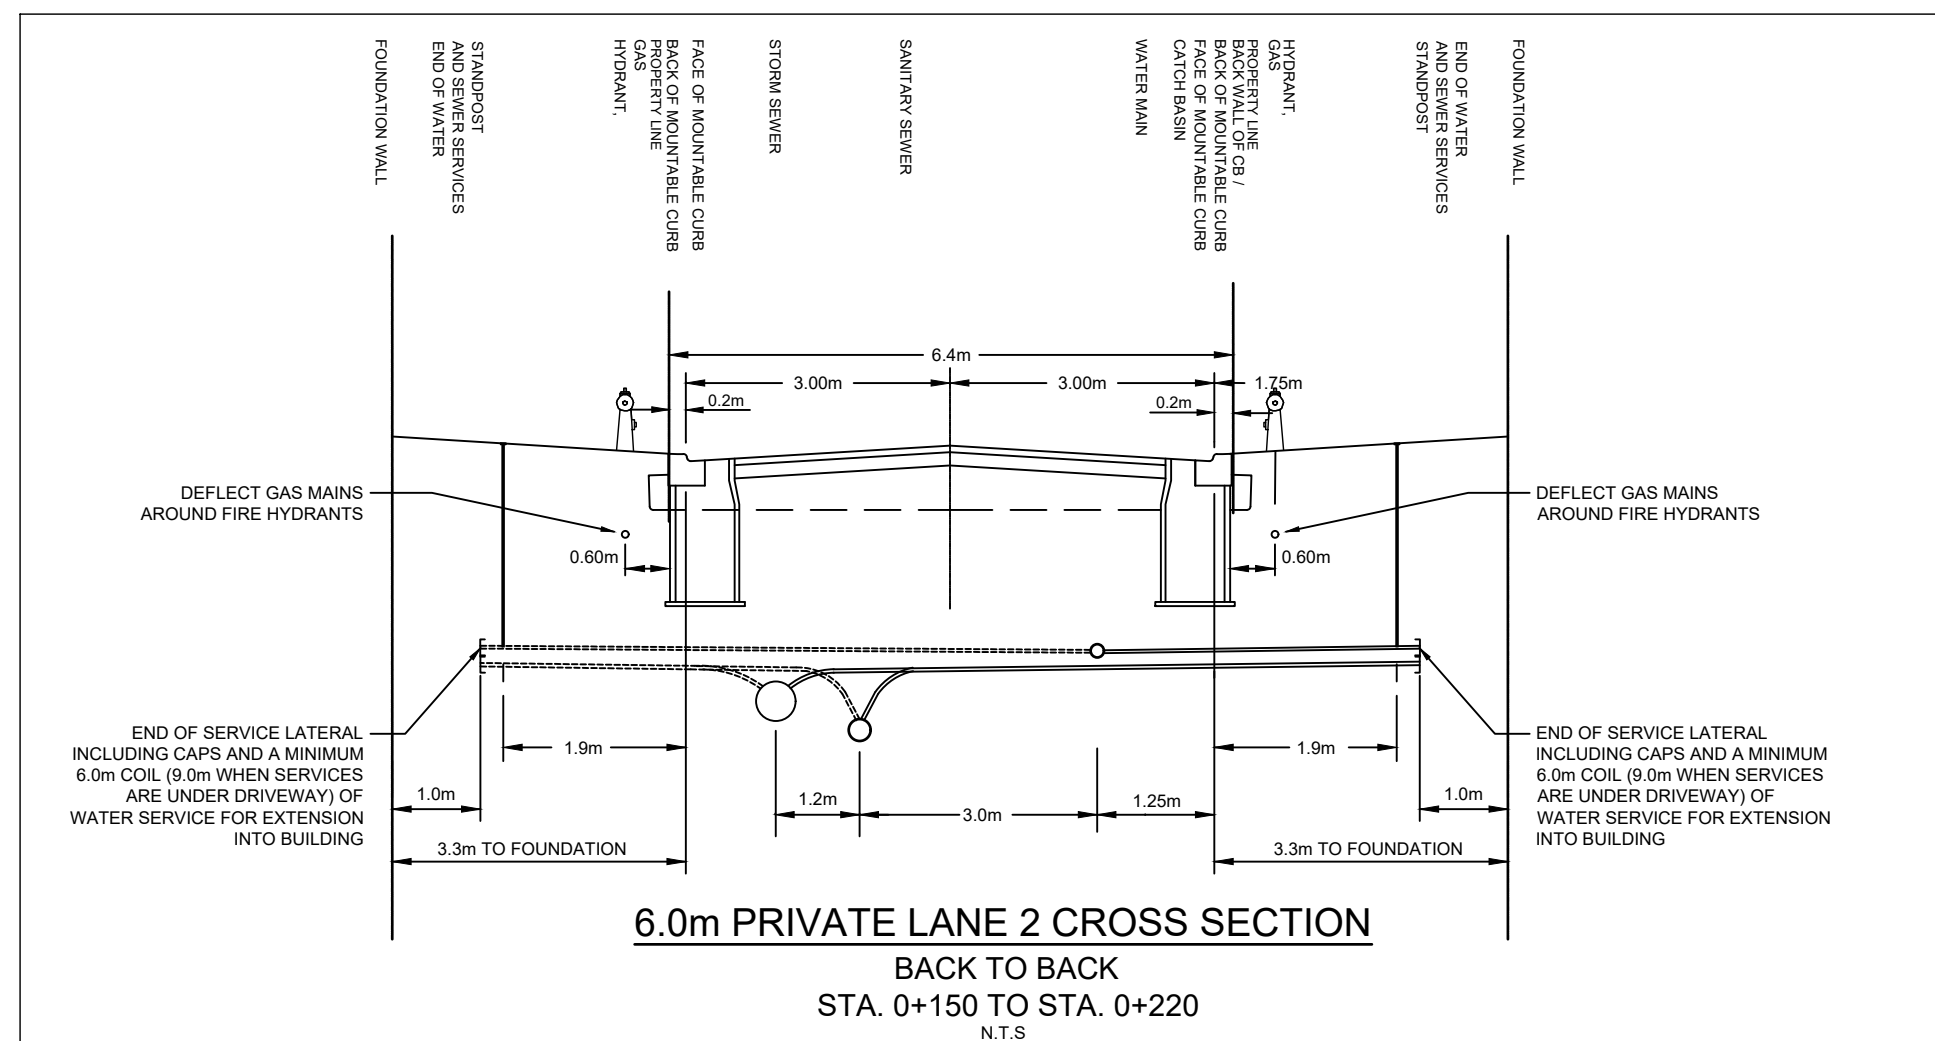 FOUNDATION WALL
STANDPOST
AND SEWER SERVICES
END OF WATER
HYDRANT,
GAS
PROPERTY LINE
BACK OF MOUNTABLE CURB
FACE OF MOUNTABLE CURB
STORM SEWER
SANITARY SEWER
WATER MAIN
CATCH BASIN
FACE OF MOUNTABLE CURB
BACK OF MOUNTABLE CURB
BACK WALL OF CB /
PROPERTY LINE
GAS
HYDRANT,
STANDPOST
AND SEWER SERVICES
END OF WATER
FOUNDATION WALL
6.4m
3.00m
3.00m
1.75m
0.2m
0.2m
DEFLECT GAS MAINS
AROUND FIRE HYDRANTS
DEFLECT GAS MAINS
AROUND FIRE HYDRANTS
0.60m
0.60m
END OF SERVICE LATERAL
INCLUDING CAPS AND A MINIMUM
6.0m COIL (9.0m WHEN SERVICES
ARE UNDER DRIVEWAY) OF
WATER SERVICE FOR EXTENSION
INTO BUILDING
1.9m
1.0m
1.2m
3.0m
1.25m
1.9m
1.0m
END OF SERVICE LATERAL
INCLUDING CAPS AND A MINIMUM
6.0m COIL (9.0m WHEN SERVICES
ARE UNDER DRIVEWAY) OF
WATER SERVICE FOR EXTENSION
INTO BUILDING
3.3m TO FOUNDATION
3.3m TO FOUNDATION
6.0m PRIVATE LANE 2 CROSS SECTION
BACK TO BACK
STA. 0+150 TO STA. 0+220
N.T.S